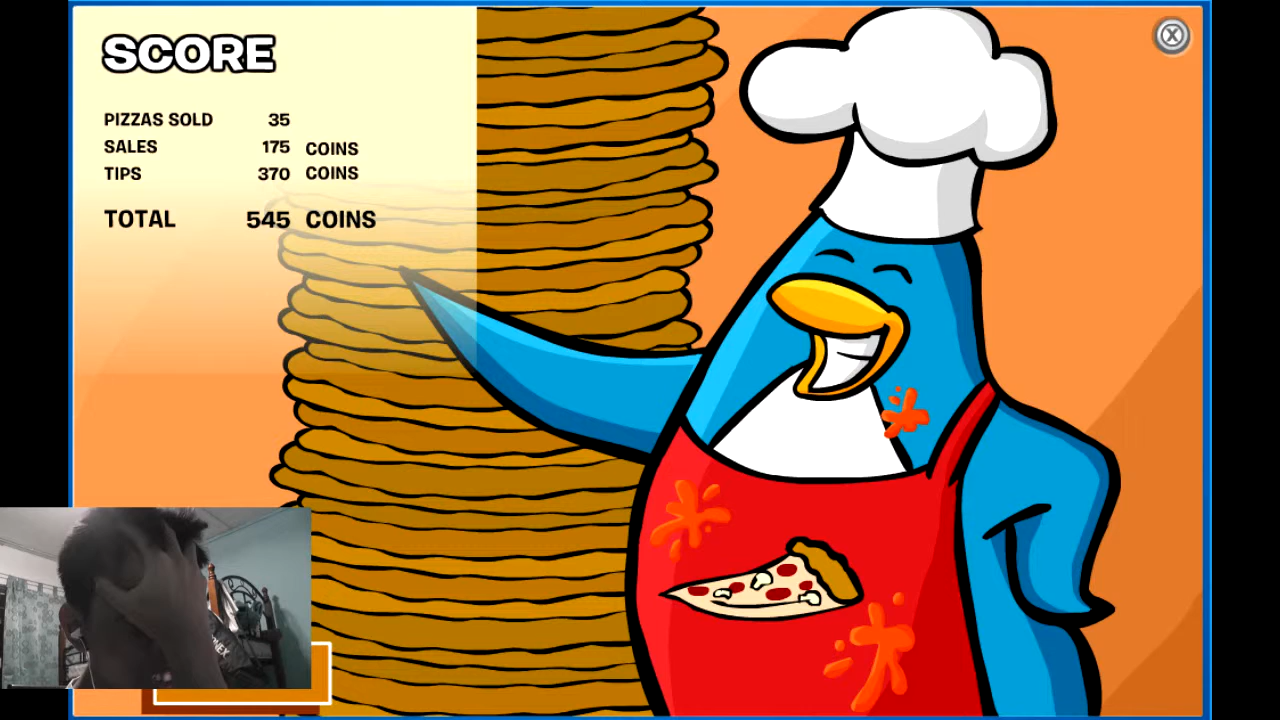 SCORE
PIZZAS SOLD 35
SALES 175 COINS
TIPS 370 COINS
TOTAL 545 COINS
X